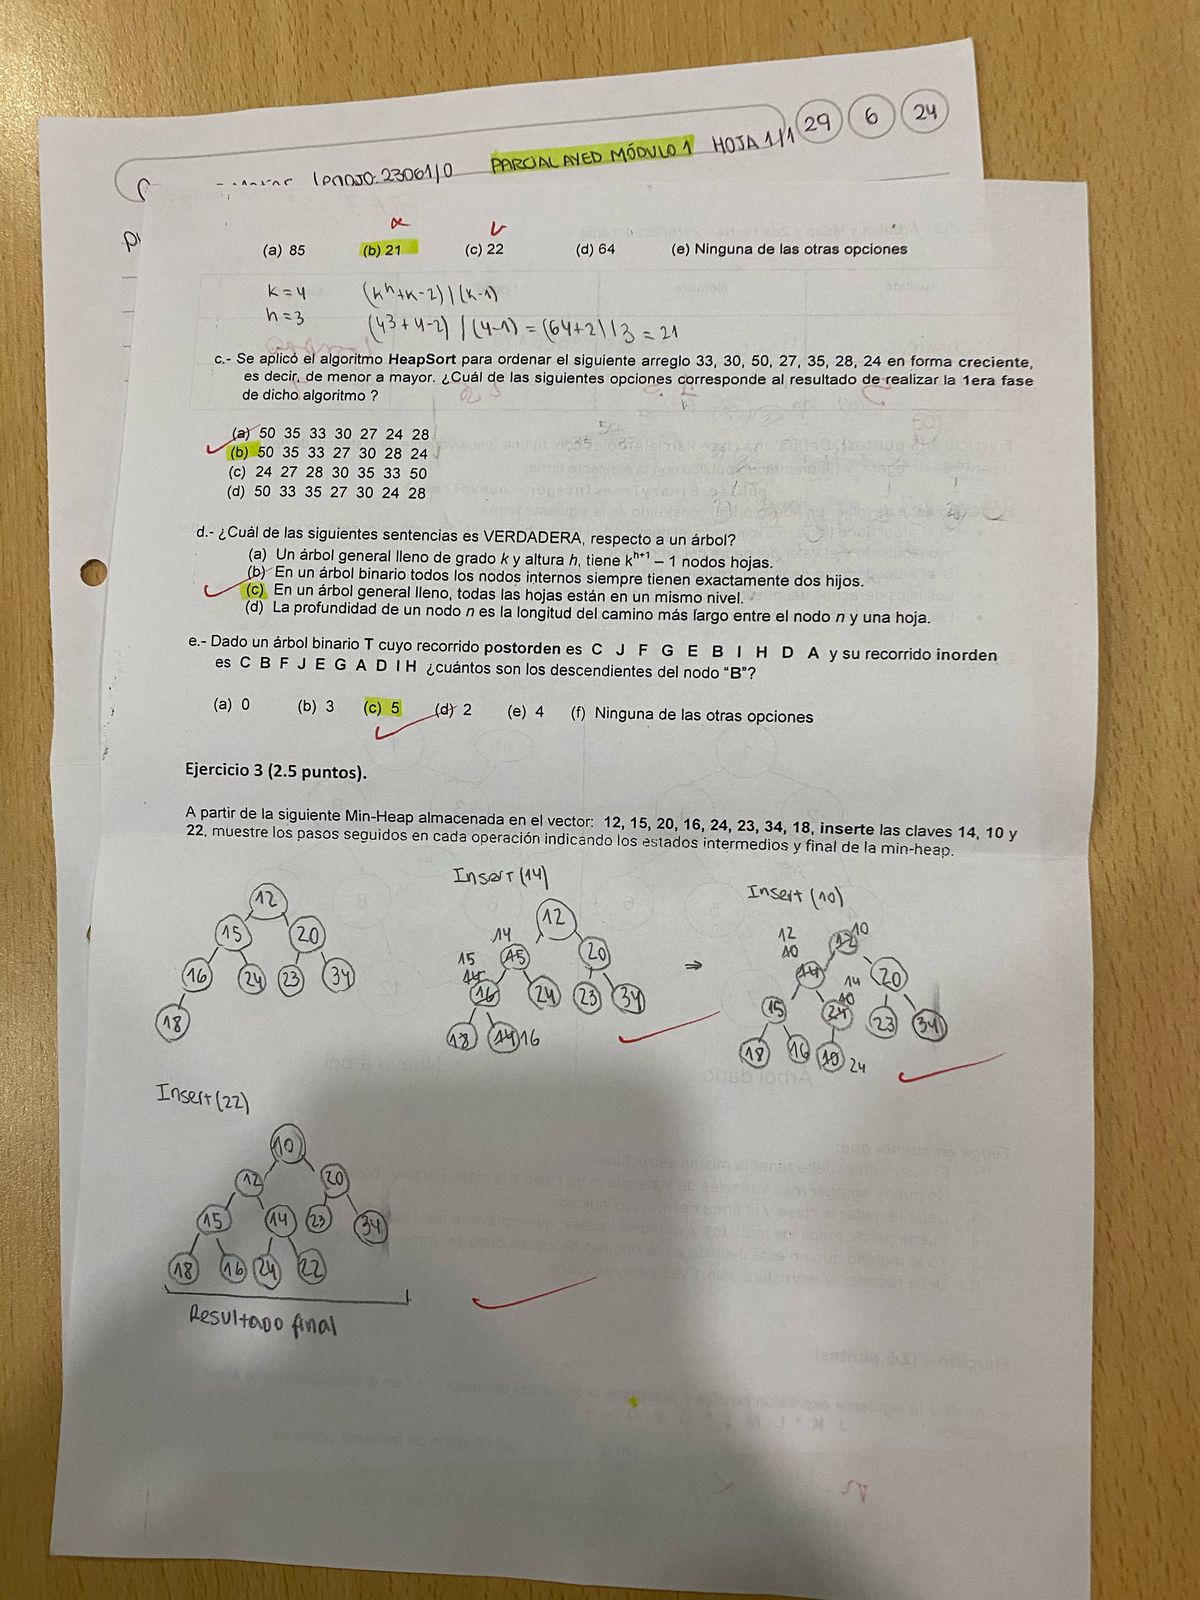 29 6 24
PARCIAL AYED MÓDULO 1 HOJA 1/1
(a) 85 (b) 21 (c) 22 (d) 64 (e) Ninguna de las otras opciones
k=4 (k^h+k-2)/(k-1)
h=3 (4^3+4-2)/(4-1) = (64+2)/3 = 21
c.- Se aplicó el algoritmo HeapSort para ordenar el siguiente arreglo 33, 30, 50, 27, 35, 28, 24 en forma creciente,
es decir, de menor a mayor. ¿Cuál de las siguientes opciones corresponde al resultado de realizar la 1era fase
de dicho algoritmo ?
(a) 50 35 33 30 27 24 28
(b) 50 35 33 27 30 28 24
(c) 24 27 28 30 35 33 50
(d) 50 33 35 27 30 24 28
d.- ¿Cuál de las siguientes sentencias es VERDADERA, respecto a un árbol?
(a) Un árbol general lleno de grado k y altura h, tiene k^h+1 – 1 nodos hojas.
(b) En un árbol binario todos los nodos internos siempre tienen exactamente dos hijos.
(c) En un árbol general lleno, todas las hojas están en un mismo nivel.
(d) La profundidad de un nodo n es la longitud del camino más largo entre el nodo n y una hoja.
e.- Dado un árbol binario T cuyo recorrido postorden es C J F G E B I H D A y su recorrido inorden
es C B F J E G A D I H ¿cuántos son los descendientes del nodo “B”?
(a) 0 (b) 3 (c) 5 (d) 2 (e) 4 (f) Ninguna de las otras opciones
Ejercicio 3 (2.5 puntos).
A partir de la siguiente Min-Heap almacenada en el vector: 12, 15, 20, 16, 24, 23, 34, 18, inserte las claves 14, 10 y
22, muestre los pasos seguidos en cada operación indicando los estados intermedios y final de la min-heap.
12
15 20
16 24 23 34
18
Insert(14)
12
14 15 20
15 14 16 24 23 34
18 14 16
⇒
Insert(10)
12 10
12 10 14 20
15 14 10 24 23 34
18 16 10 24
Insert(22)
10
12 20
15 14 23 34
18 16 24 22
Resultado final